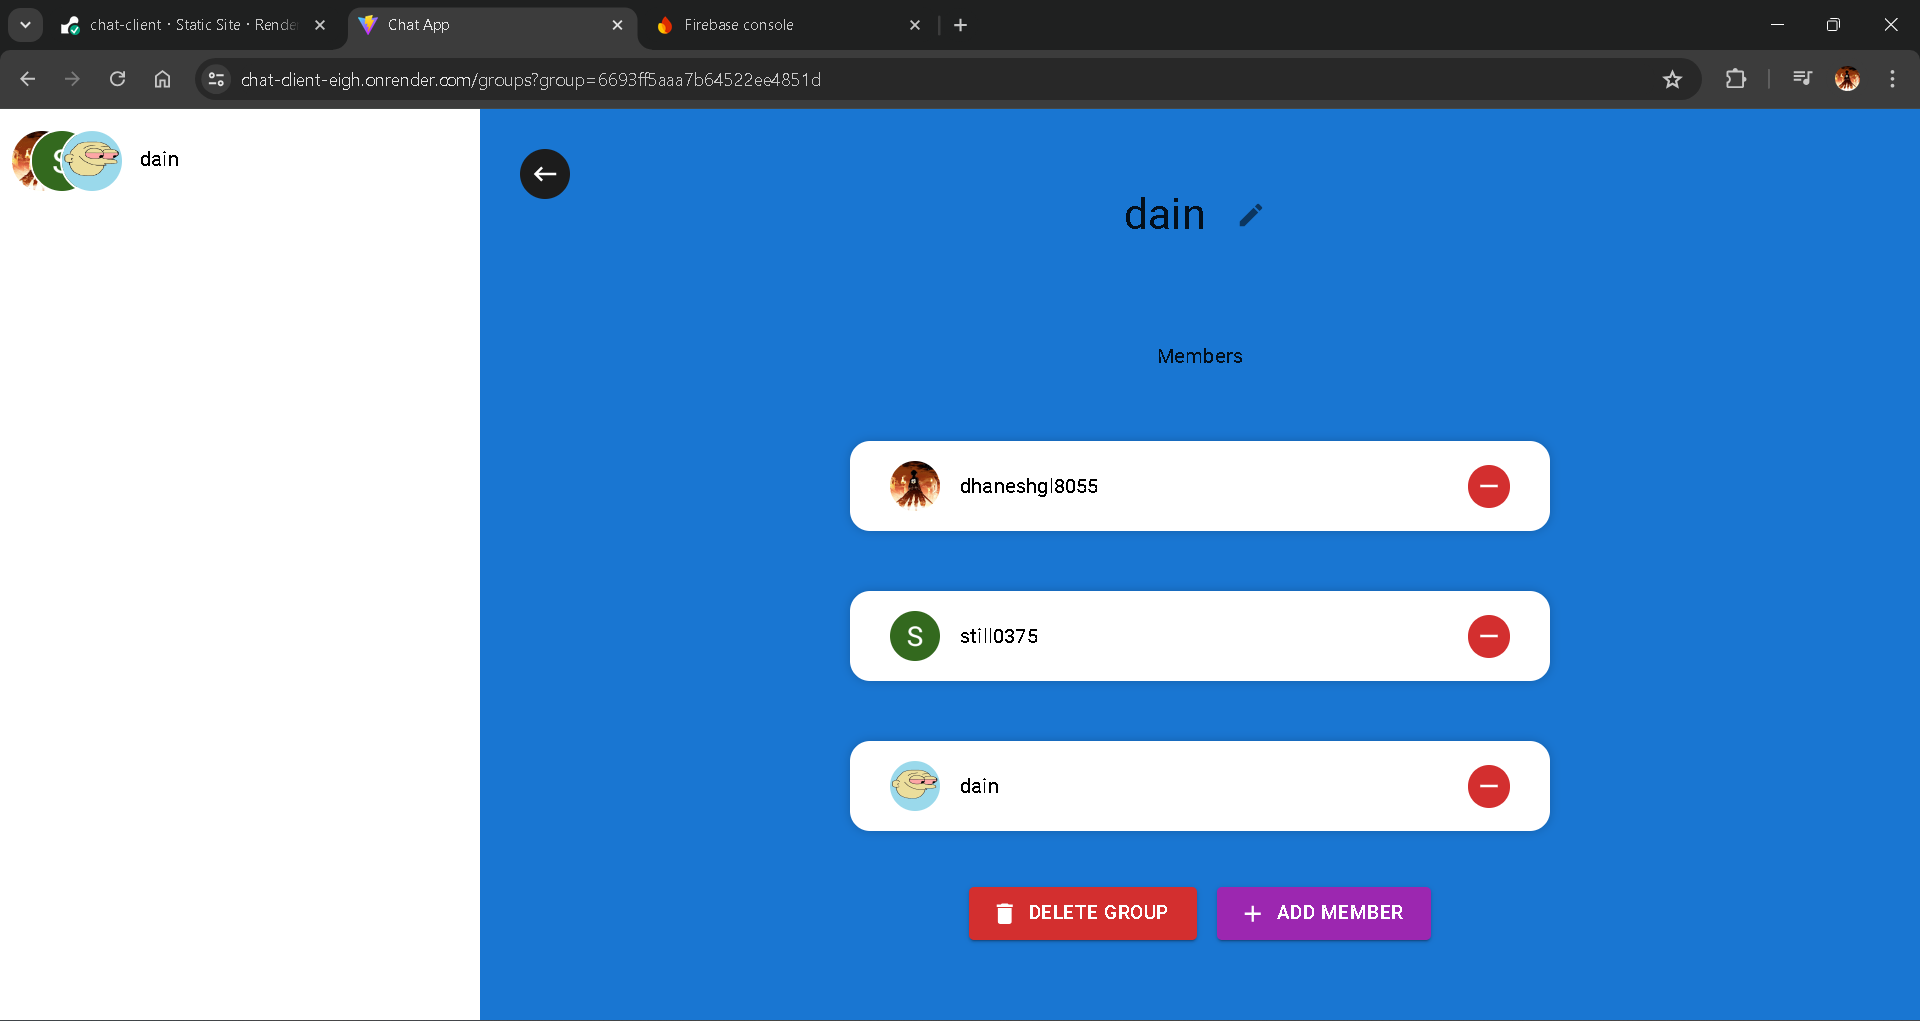 chat-client · Static Site · Rende
Chat App
Firebase console
chat-client-eigh.onrender.com/groups?group=6693ff5aaa7b64522ee4851d
S
dain
dain
Members
dhaneshgl8055
S
still0375
dain
DELETE GROUP
ADD MEMBER